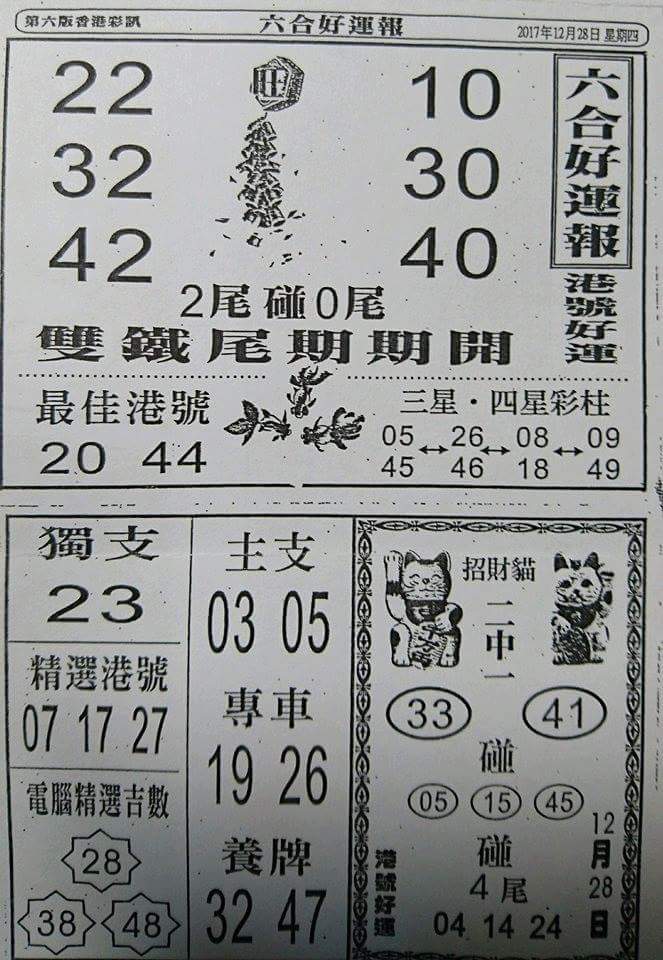 第六版香港彩訊
六合好運報
2017年12月28日 星期四
22
旺
10
32
30
42
40
2尾碰0尾
雙鐵尾期期開
六合好運報
港號好運
最佳港號
20 44
三星·四星彩柱
05 26 08 09
↔ ↔ ↔
45 46 18 49
獨支
23
精選港號
07 17 27
電腦精選吉數
28
38 48
主支
03 05
專車
19 26
養牌
32 47
招財貓
二中一
33 41
碰
05 15 45
碰
4尾
04 14 24
港號好運
12月28日